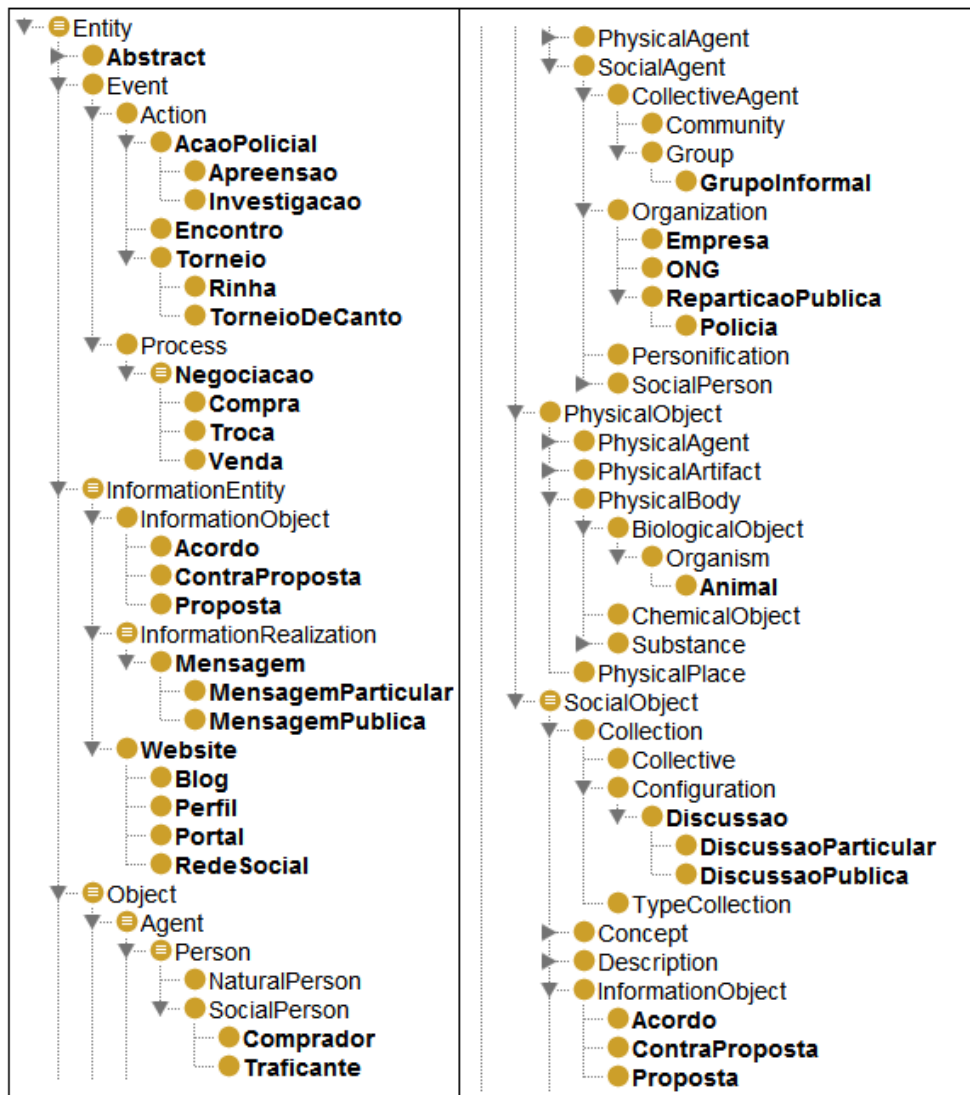 Entity
Abstract
Event
Action
AcaoPolicial
Apreensao
Investigacao
Encontro
Torneio
Rinha
TorneioDeCanto
Process
Negociacao
Compra
Troca
Venda
InformationEntity
InformationObject
Acordo
ContraProposta
Proposta
InformationRealization
Mensagem
MensagemParticular
MensagemPublica
Website
Blog
Perfil
Portal
RedeSocial
Object
Agent
Person
NaturalPerson
SocialPerson
Comprador
Traficante
PhysicalAgent
SocialAgent
CollectiveAgent
Community
Group
GrupoInformal
Organization
Empresa
ONG
ReparticaoPublica
Policia
Personification
SocialPerson
PhysicalObject
PhysicalAgent
PhysicalArtifact
PhysicalBody
BiologicalObject
Organism
Animal
ChemicalObject
Substance
PhysicalPlace
SocialObject
Collection
Collective
Configuration
Discussao
DiscussaoParticular
DiscussaoPublica
TypeCollection
Concept
Description
InformationObject
Acordo
ContraProposta
Proposta